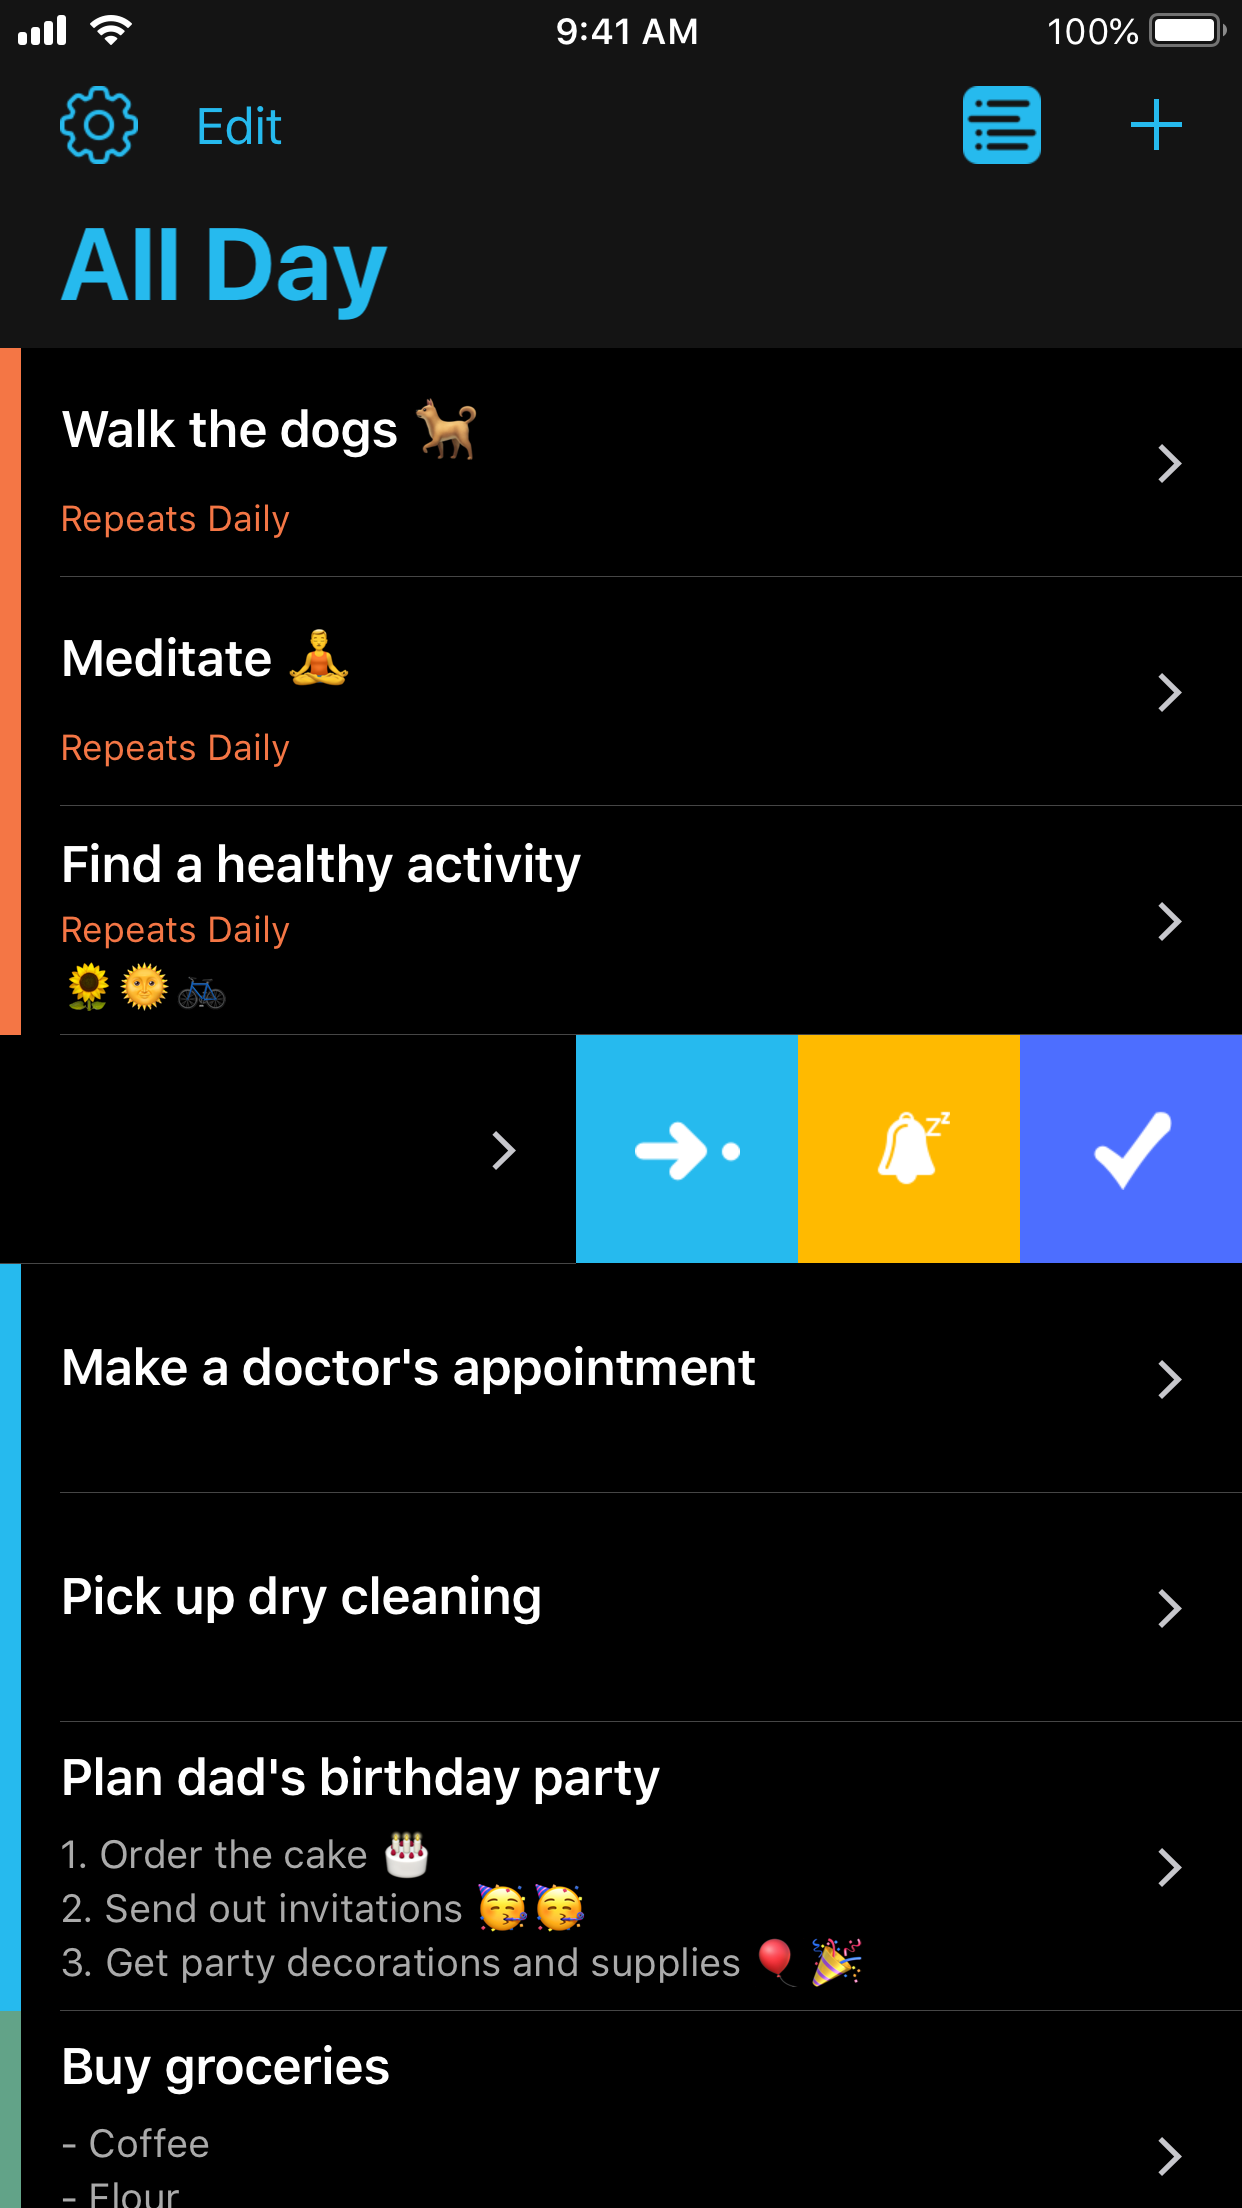 9:41 AM
100%
Edit
All Day
Walk the dogs 🐕
Repeats Daily
Meditate 🧘‍♂️
Repeats Daily
Find a healthy activity
Repeats Daily
🌻🌞🚲
zz
Make a doctor's appointment
Pick up dry cleaning
Plan dad's birthday party
1. Order the cake 🎂
2. Send out invitations 🥳🥳
3. Get party decorations and supplies 🎈🎉
Buy groceries
- Coffee
- Flour